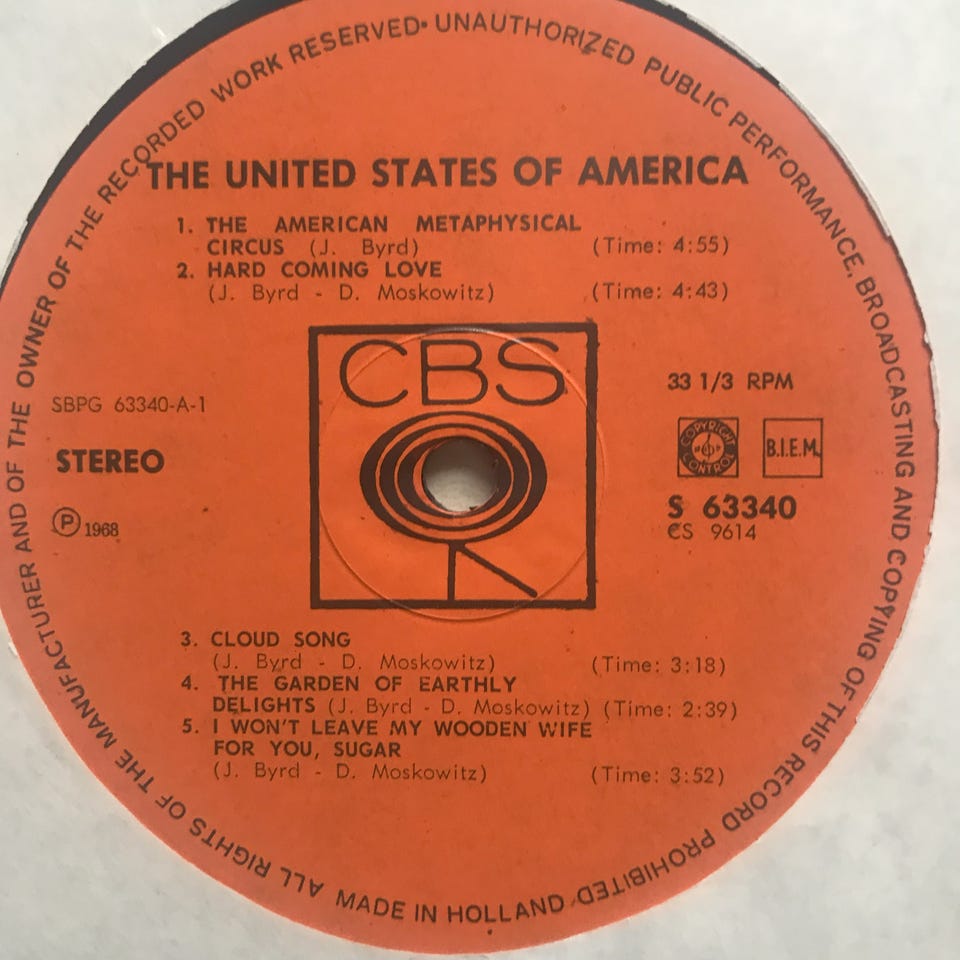 ALL RIGHTS OF THE MANUFACTURER AND OF THE OWNER OF THE RECORDED WORK RESERVED· UNAUTHORIZED PUBLIC PERFORMANCE, BROADCASTING AND COPYING OF THIS RECORD PROHIBITED
THE UNITED STATES OF AMERICA
1. THE AMERICAN METAPHYSICAL
CIRCUS (J. Byrd) (Time: 4:55)
2. HARD COMING LOVE
(J. Byrd - D. Moskowitz) (Time: 4:43)
CBS
33 1/3 RPM
SBPG 63340-A-1
COPYRIGHT CONTROL
B.I.E.M.
STEREO
S 63340
Ⓟ 1968
CS 9614
3. CLOUD SONG
(J. Byrd - D. Moskowitz) (Time: 3:18)
4. THE GARDEN OF EARTHLY
DELIGHTS (J. Byrd - D. Moskowitz) (Time: 2:39)
5. I WON'T LEAVE MY WOODEN WIFE
FOR YOU, SUGAR
(J. Byrd - D. Moskowitz) (Time: 3:52)
MADE IN HOLLAND